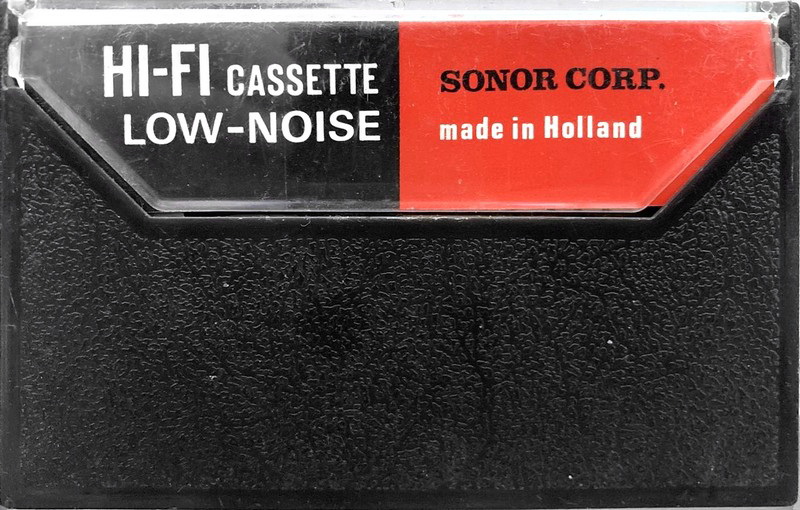 HI-FI CASSETTE
LOW-NOISE
SONOR CORP.
made in Holland